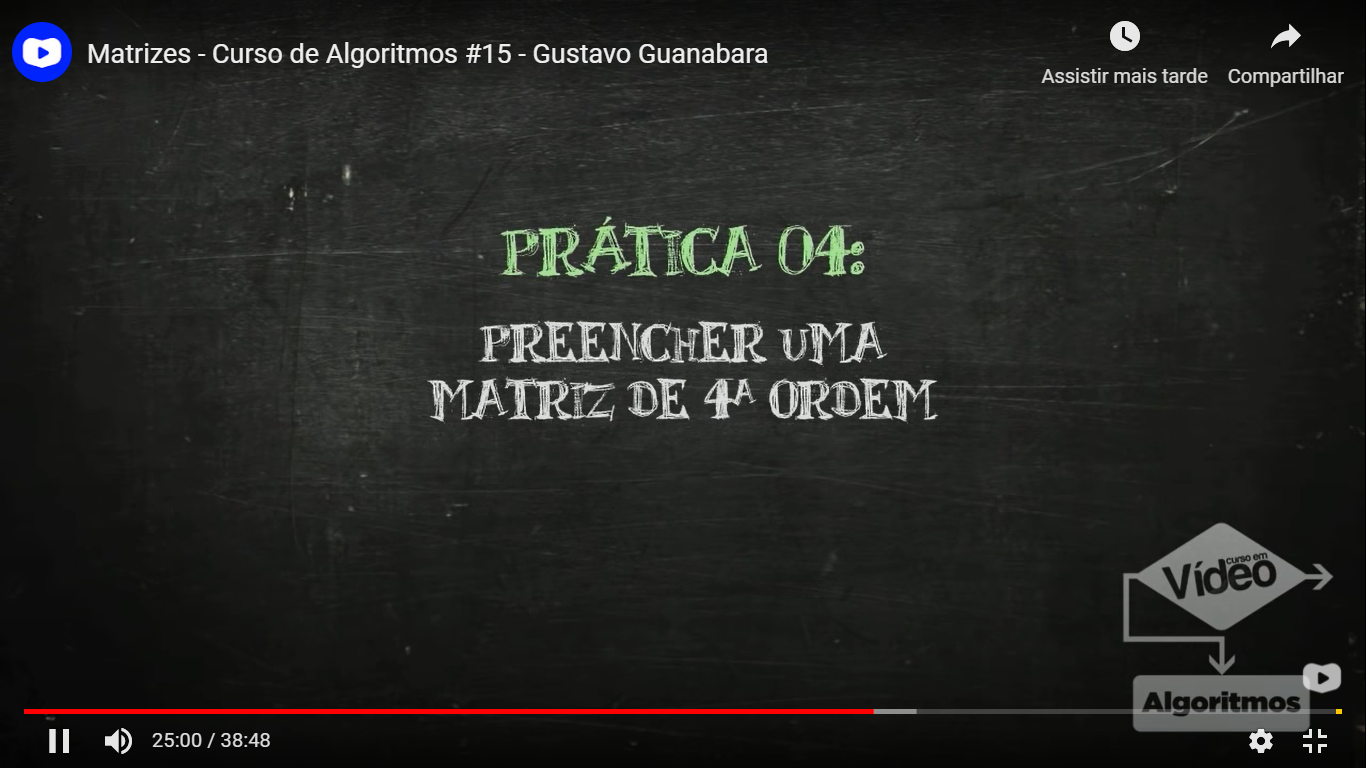 Matrizes - Curso de Algoritmos #15 - Gustavo Guanabara
Assistir mais tarde
Compartilhar
PRÁTICA 04:
PREENCHER UMA
MATRIZ DE 4ª ORDEM
curso em
Vídeo
Algoritmos
25:00 / 38:48